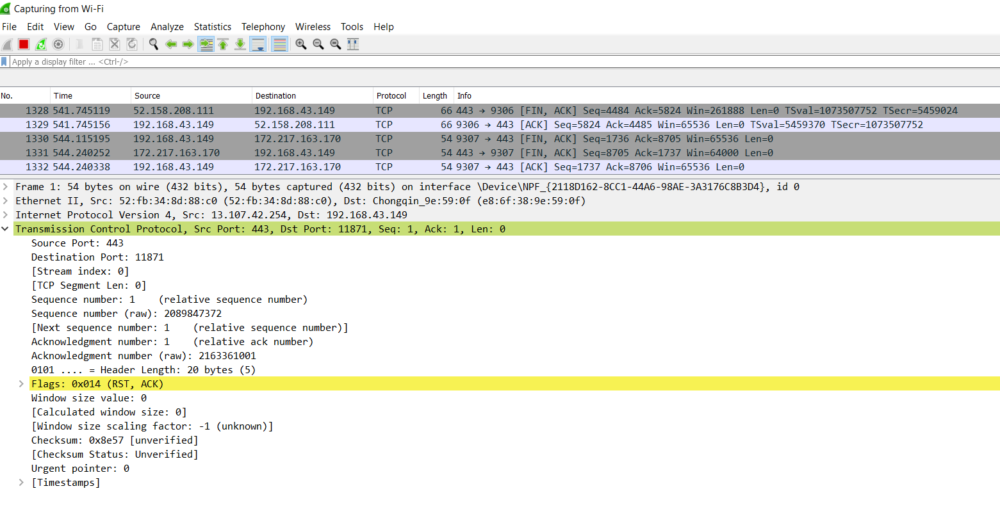 Capturing from Wi-Fi
File Edit View Go Capture Analyze Statistics Telephony Wireless Tools Help
Apply a display filter ... <Ctrl-/>
No. Time Source Destination Protocol Length Info
1328 541.745119 52.158.208.111 192.168.43.149 TCP 66 443 → 9306 [FIN, ACK] Seq=4484 Ack=5824 Win=261888 Len=0 TSval=1073507752 TSecr=5459024
1329 541.745156 192.168.43.149 52.158.208.111 TCP 66 9306 → 443 [ACK] Seq=5824 Ack=4485 Win=65536 Len=0 TSval=5459370 TSecr=1073507752
1330 544.115195 192.168.43.149 172.217.163.170 TCP 54 9307 → 443 [FIN, ACK] Seq=1736 Ack=8705 Win=65536 Len=0
1331 544.240252 172.217.163.170 192.168.43.149 TCP 54 443 → 9307 [FIN, ACK] Seq=8705 Ack=1737 Win=64000 Len=0
1332 544.240338 192.168.43.149 172.217.163.170 TCP 54 9307 → 443 [ACK] Seq=1737 Ack=8706 Win=65536 Len=0
Frame 1: 54 bytes on wire (432 bits), 54 bytes captured (432 bits) on interface \Device\NPF_{2118D162-8CC1-44A6-98AE-3A3176C8B3D4}, id 0
Ethernet II, Src: 52:fb:34:8d:88:c0 (52:fb:34:8d:88:c0), Dst: Chongqin_9e:59:0f (e8:6f:38:9e:59:0f)
Internet Protocol Version 4, Src: 13.107.42.254, Dst: 192.168.43.149
Transmission Control Protocol, Src Port: 443, Dst Port: 11871, Seq: 1, Ack: 1, Len: 0
Source Port: 443
Destination Port: 11871
[Stream index: 0]
[TCP Segment Len: 0]
Sequence number: 1 (relative sequence number)
Sequence number (raw): 2089847372
[Next sequence number: 1 (relative sequence number)]
Acknowledgment number: 1 (relative ack number)
Acknowledgment number (raw): 2163361001
0101 .... = Header Length: 20 bytes (5)
Flags: 0x014 (RST, ACK)
Window size value: 0
[Calculated window size: 0]
[Window size scaling factor: -1 (unknown)]
Checksum: 0x8e57 [unverified]
[Checksum Status: Unverified]
Urgent pointer: 0
[Timestamps]